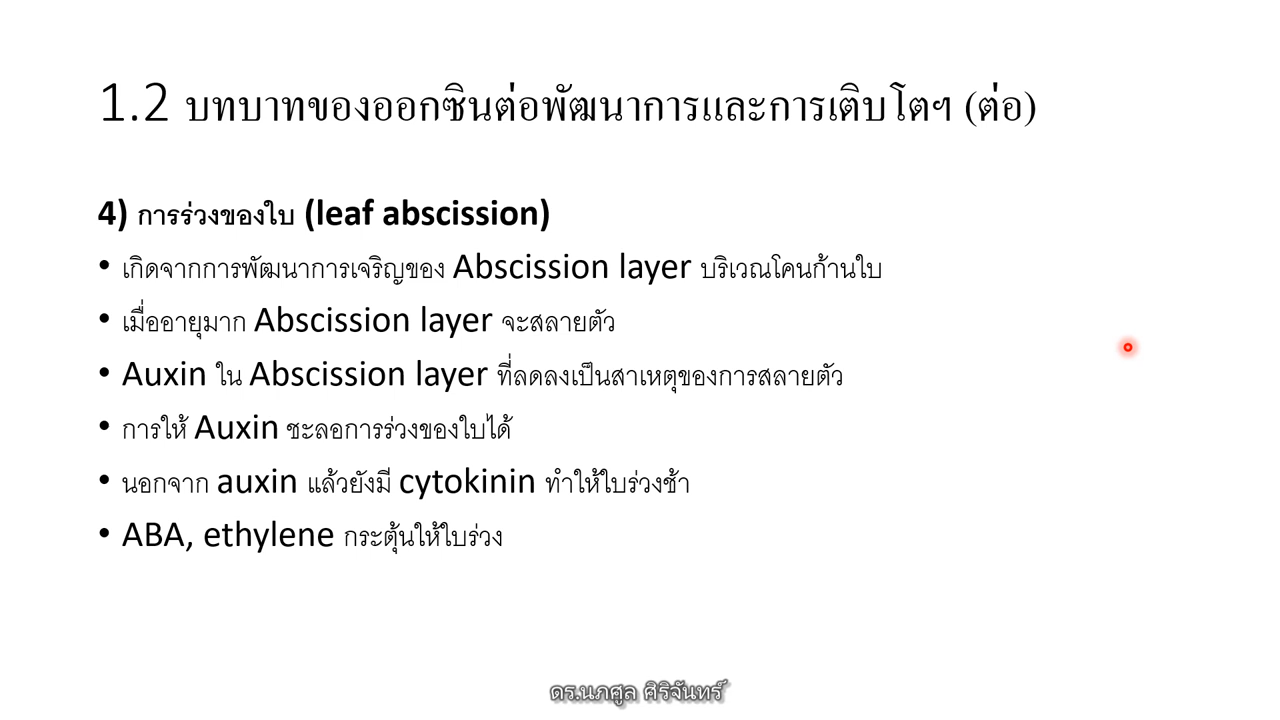 1.2 บทบาทของออกซินต่อพัฒนาการและการเติบโตฯ (ต่อ)
4) การร่วงของใบ (leaf abscission)
• เกิดจากการพัฒนาการเจริญของ Abscission layer บริเวณโคนก้านใบ
• เมื่ออายุมาก Abscission layer จะสลายตัว
• Auxin ใน Abscission layer ที่ลดลงเป็นสาเหตุของการสลายตัว
• การให้ Auxin ชะลอการร่วงของใบได้
• นอกจาก auxin แล้วยังมี cytokinin ทำให้ใบร่วงช้า
• ABA, ethylene กระตุ้นให้ใบร่วง
ดร.นภศูล ศิริจันทร์